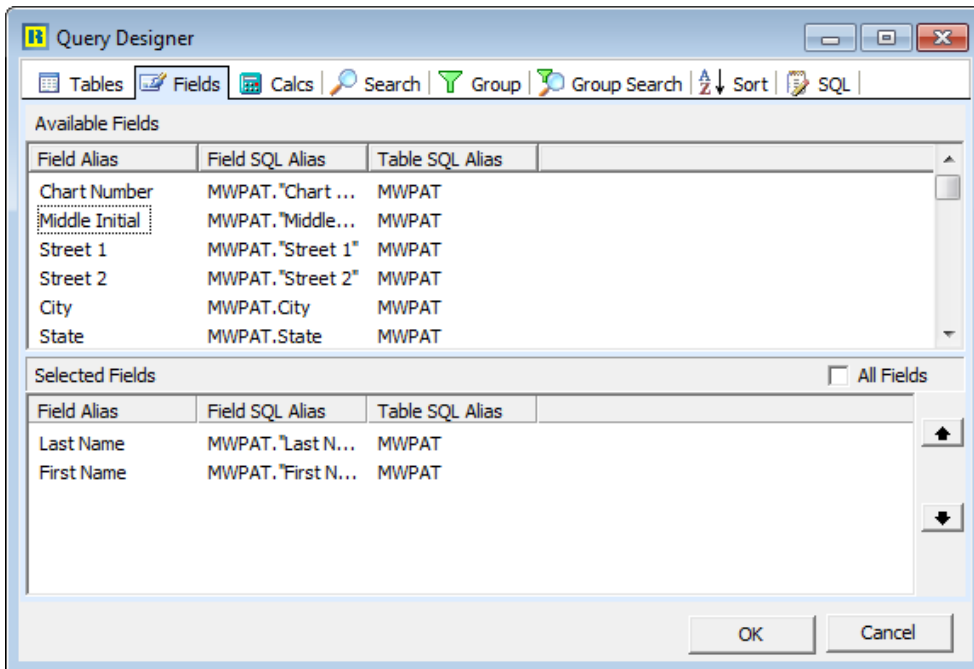 Query Designer
Tables Fields Calcs Search Group Group Search Sort SQL
Available Fields
Field Alias Field SQL Alias Table SQL Alias
Chart Number MWPAT."Chart ... MWPAT
Middle Initial MWPAT."Middle... MWPAT
Street 1 MWPAT."Street 1" MWPAT
Street 2 MWPAT."Street 2" MWPAT
City MWPAT.City MWPAT
State MWPAT.State MWPAT
Selected Fields All Fields
Field Alias Field SQL Alias Table SQL Alias
Last Name MWPAT."Last N... MWPAT
First Name MWPAT."First N... MWPAT
OK Cancel